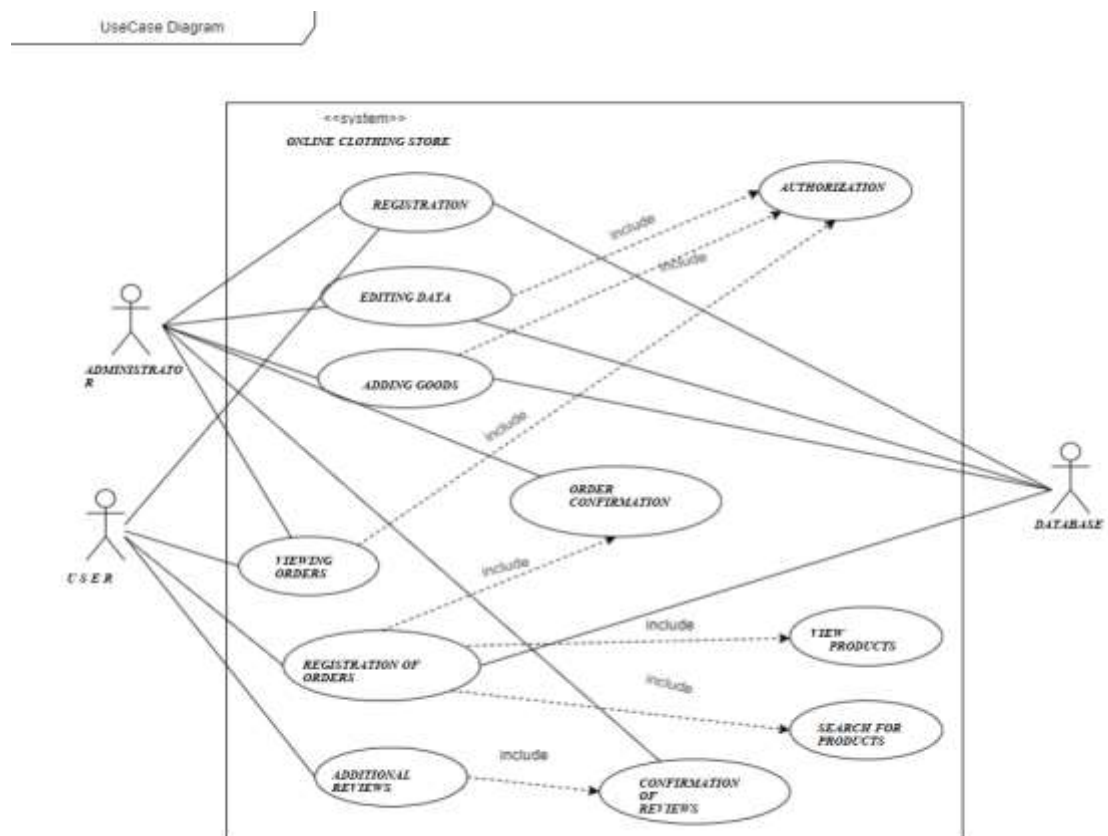 UseCase Diagram
<<system>>
ONLINE CLOTHING STORE
REGISTRATION
AUTHORIZATION
include
include
EDITING DATA
ADDING GOODS
ADMINISTRATO
R
include
ORDER
CONFIRMATION
DATABASE
USER
VIEWING
ORDERS
include
include
VIEW
PRODUCTS
REGISTRATION OF
ORDERS
include
SEARCH FOR
PRODUCTS
include
ADDITIONAL
REVIEWS
CONFIRMATION
OF
REVIEWS